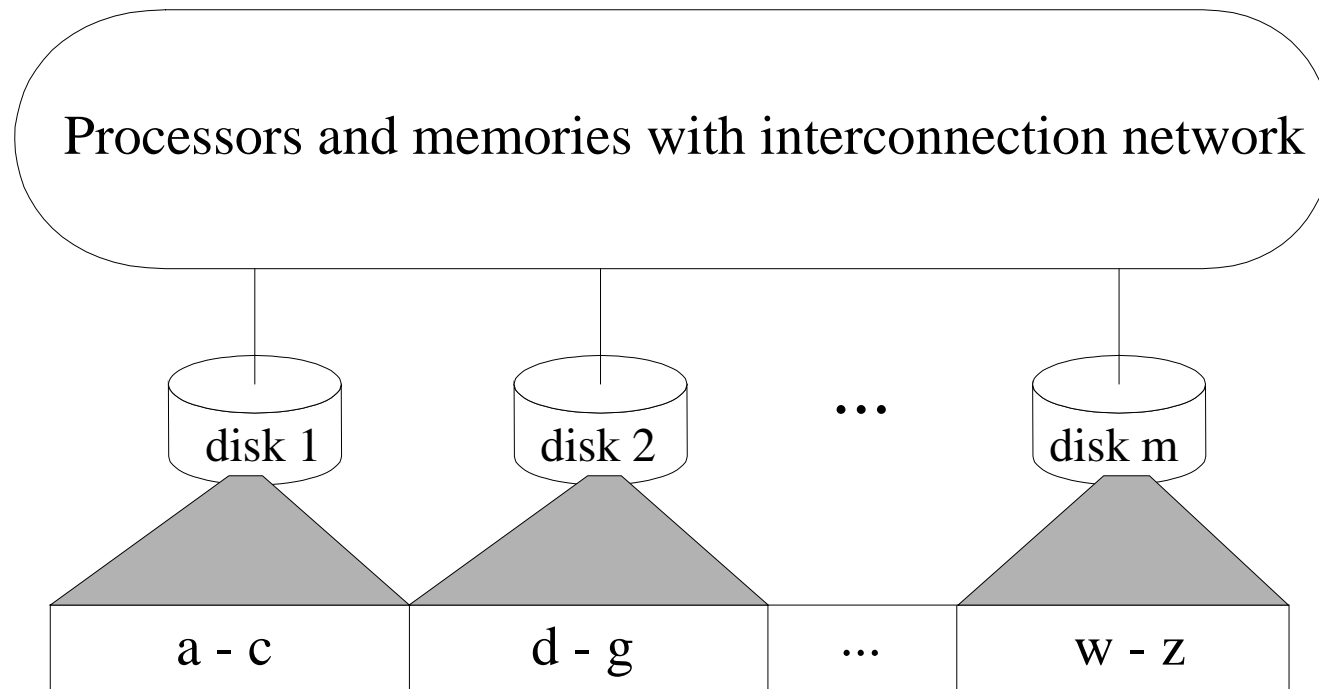 Processors and memories with interconnection network
...
disk 1 disk 2 disk m
a - c d - g ... w - z